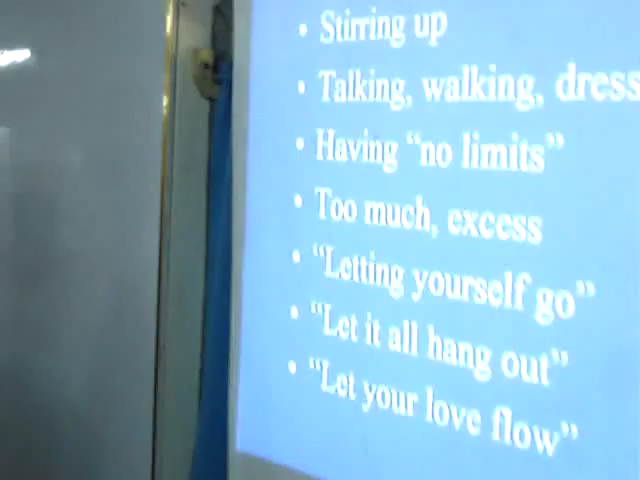 • Stirring up
• Talking, walking, dress
• Having “no limits”
• Too much, excess
• “Letting yourself go”
• “Let it all hang out”
• “Let your love flow”